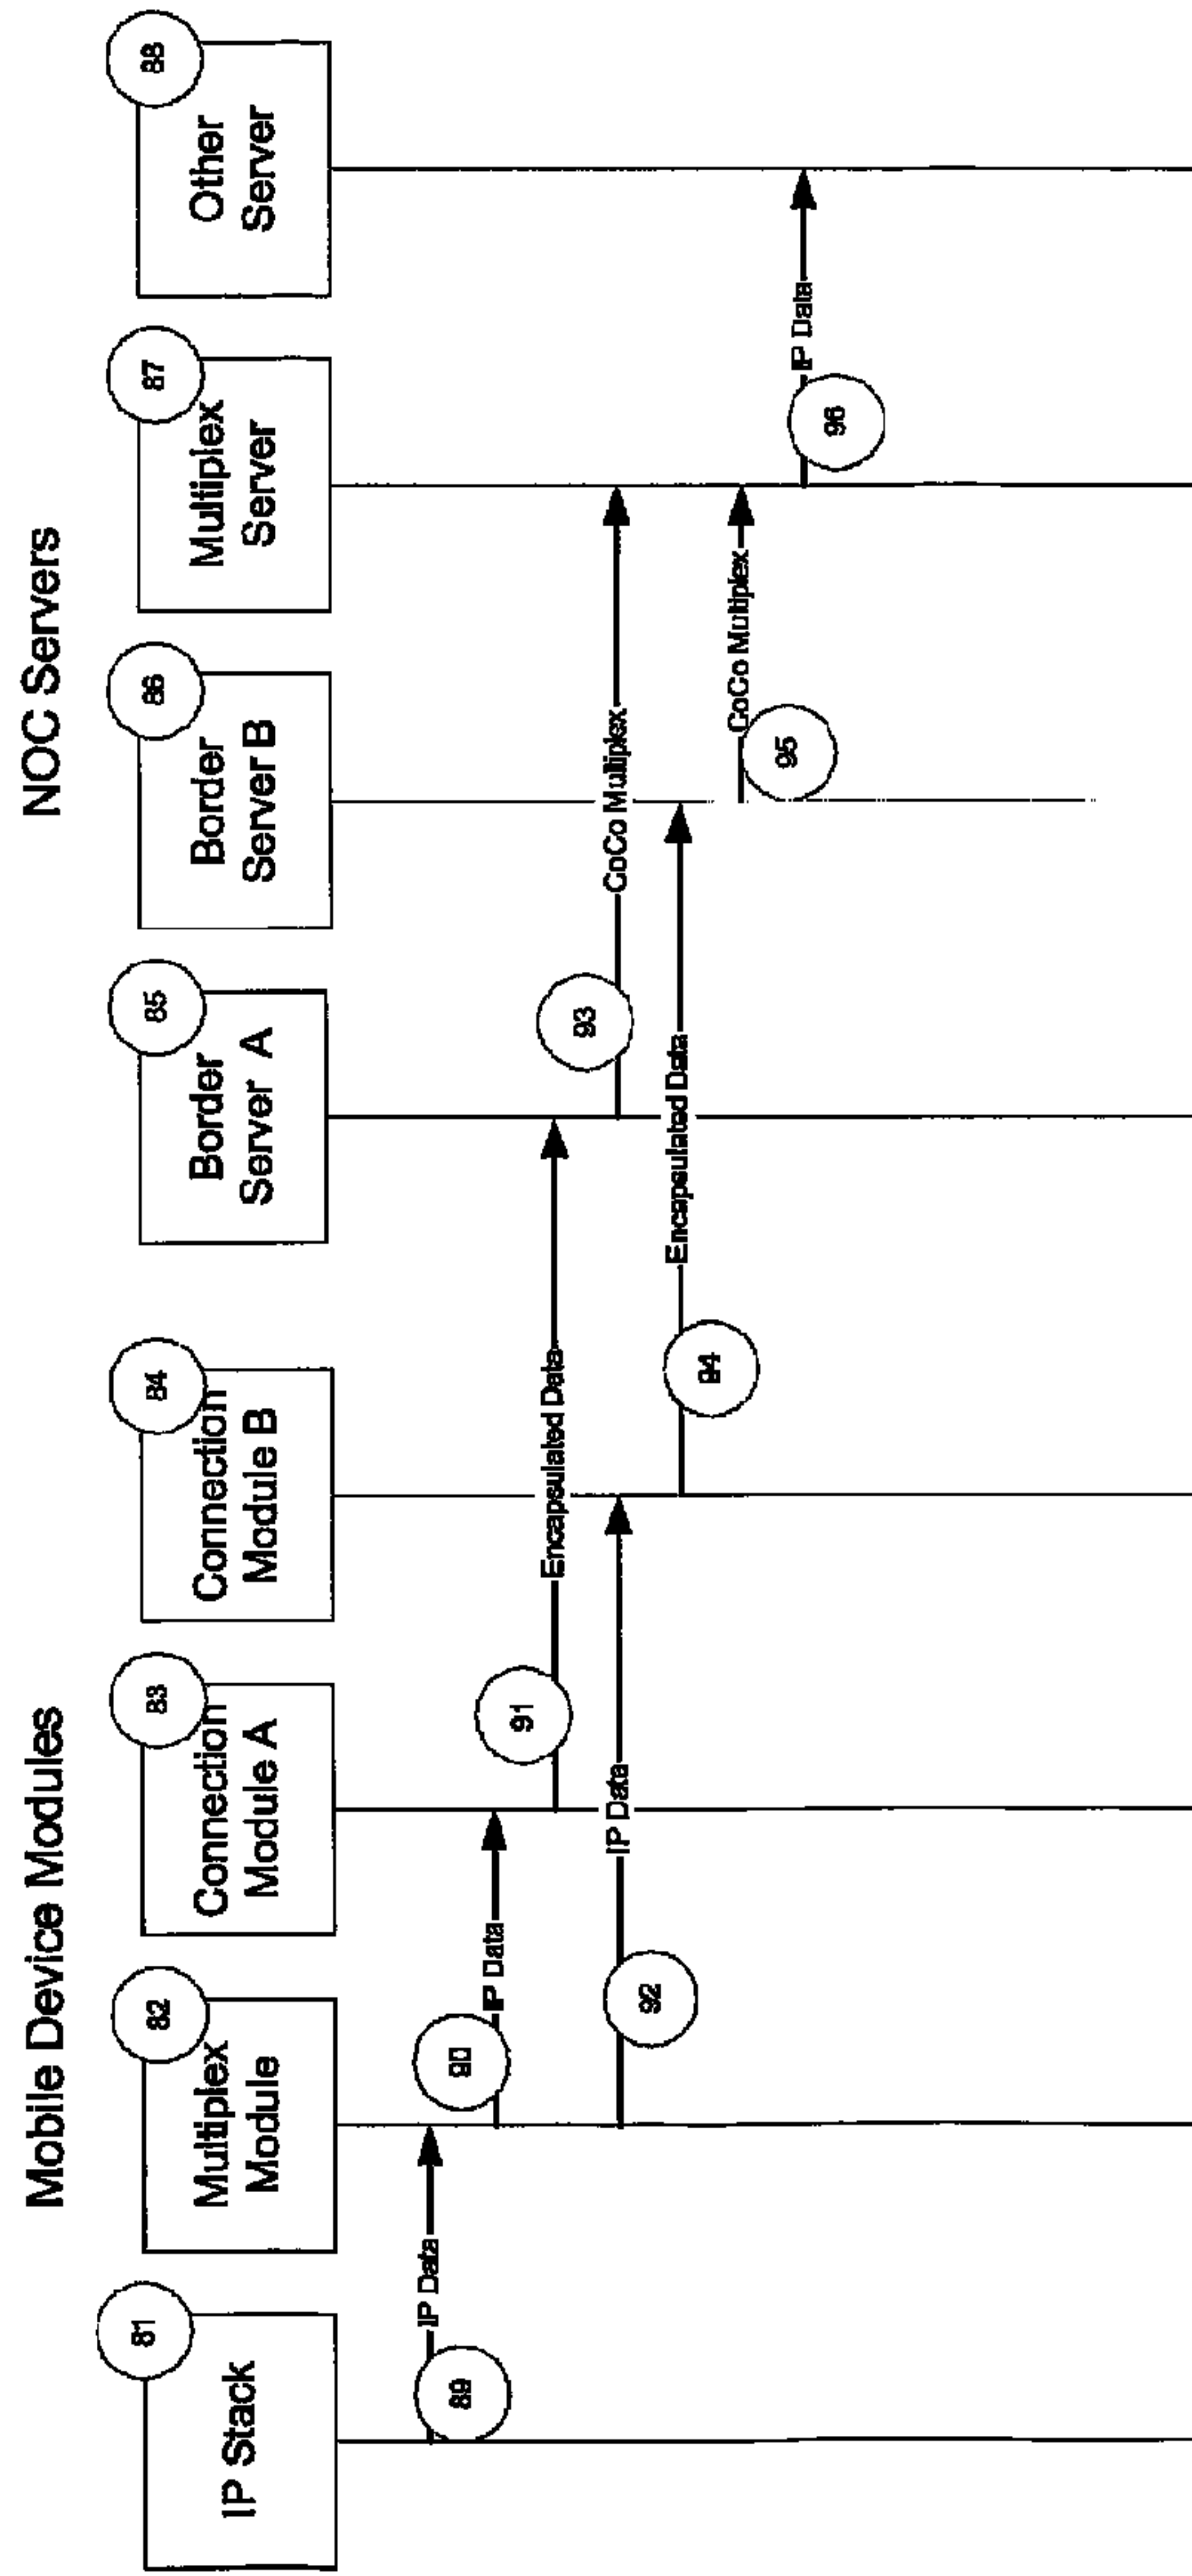 Mobile Device Modules
NOC Servers
81
IP Stack
82
Multiplex
Module
83
Connection
Module A
84
Connection
Module B
85
Border
Server A
86
Border
Server B
87
Multiplex
Server
88
Other
Server
89
IP Data
90
IP Data
91
Encapsulated Data
92
IP Data
93
CoCo Multiplex
94
Encapsulated Data
95
CoCo Multiplex
96
IP Data